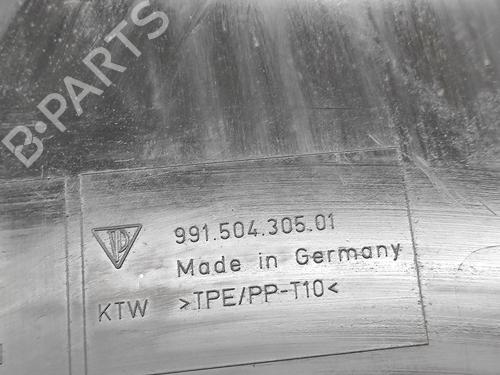 B-PARTS
991.504.305.01
Made in Germany
KTW >TPE/PP-T10<